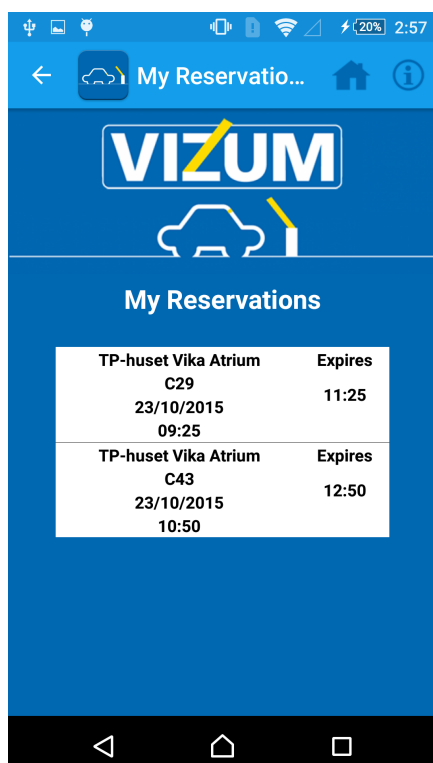 20% 2:57
My Reservatio...
VIZUM
My Reservations
TP-huset Vika Atrium Expires
C29
11:25
23/10/2015
09:25
TP-huset Vika Atrium Expires
C43
12:50
23/10/2015
10:50